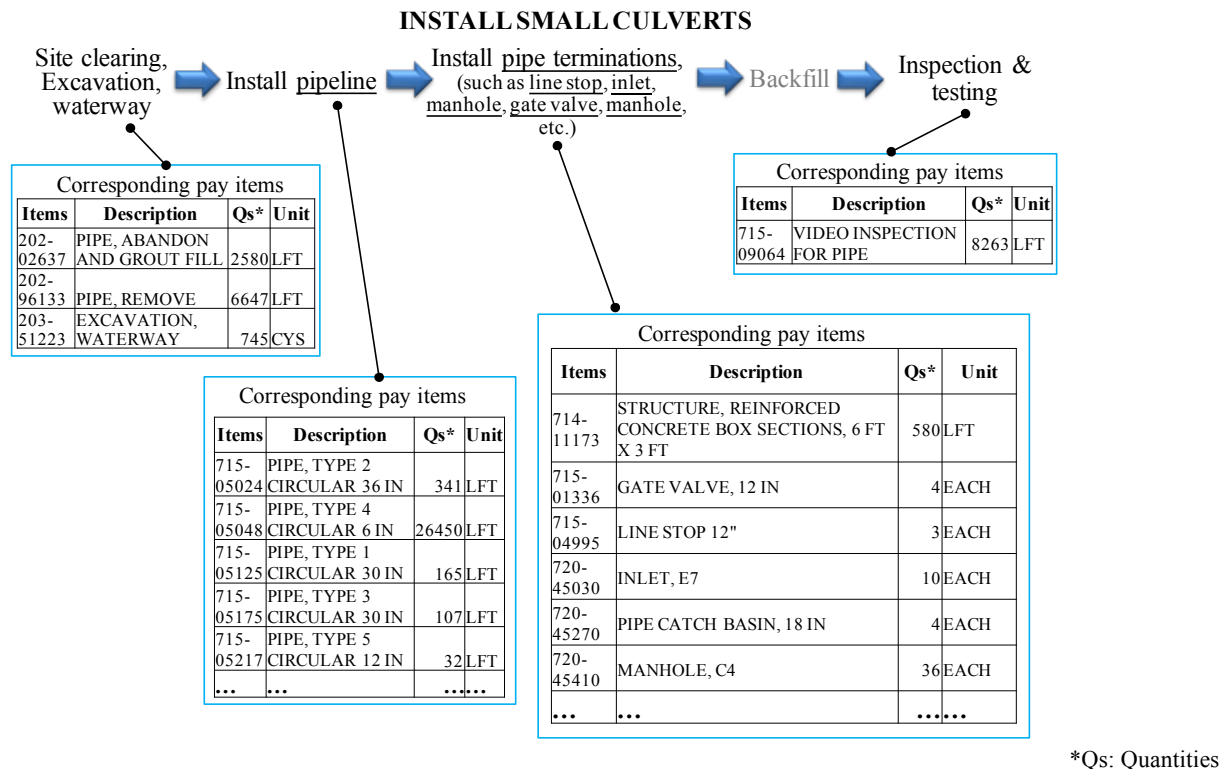 INSTALL SMALL CULVERTS
Site clearing,
Excavation,
waterway
Install pipeline
Install pipe terminations,
(such as line stop, inlet,
manhole, gate valve, manhole,
etc.)
Backfill
Inspection &
testing
Corresponding pay items
Items Description Qs* Unit
202-
02637 PIPE, ABANDON
AND GROUT FILL 2580 LFT
202-
96133 PIPE, REMOVE 6647 LFT
203-
51223 EXCAVATION,
WATERWAY 745 CYS
Corresponding pay items
Items Description Qs* Unit
715-
09064 VIDEO INSPECTION
FOR PIPE 8263 LFT
Corresponding pay items
Items Description Qs* Unit
715-
05024 PIPE, TYPE 2
CIRCULAR 36 IN 341 LFT
715-
05048 PIPE, TYPE 4
CIRCULAR 6 IN 26450 LFT
715-
05125 PIPE, TYPE 1
CIRCULAR 30 IN 165 LFT
715-
05175 PIPE, TYPE 3
CIRCULAR 30 IN 107 LFT
715-
05217 PIPE, TYPE 5
CIRCULAR 12 IN 32 LFT
... ... ... ...
Corresponding pay items
Items Description Qs* Unit
714-
11173 STRUCTURE, REINFORCED
CONCRETE BOX SECTIONS, 6 FT
X 3 FT 580 LFT
715-
01336 GATE VALVE, 12 IN 4 EACH
715-
04995 LINE STOP 12" 3 EACH
720-
45030 INLET, E7 10 EACH
720-
45270 PIPE CATCH BASIN, 18 IN 4 EACH
720-
45410 MANHOLE, C4 36 EACH
... ... ... ...
*Qs: Quantities